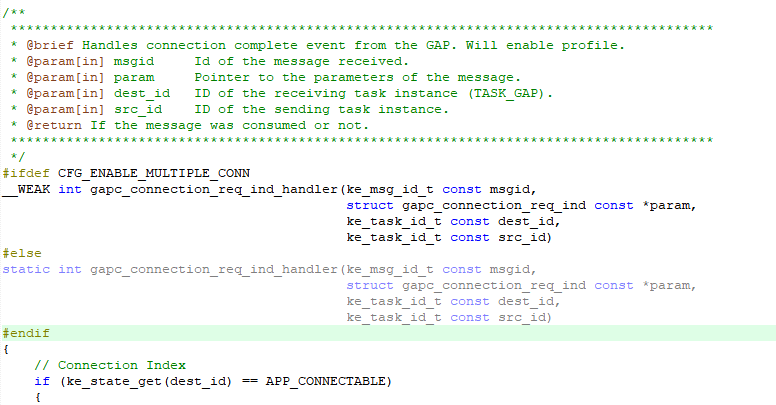 /**
****************************************************************************************
* @brief Handles connection complete event from the GAP. Will enable profile.
* @param[in] msgid     Id of the message received.
* @param[in] param     Pointer to the parameters of the message.
* @param[in] dest_id   ID of the receiving task instance (TASK_GAP).
* @param[in] src_id    ID of the sending task instance.
* @return If the message was consumed or not.
****************************************************************************************
*/
#ifdef CFG_ENABLE_MULTIPLE_CONN
__WEAK int gapc_connection_req_ind_handler(ke_msg_id_t const msgid,
                                           struct gapc_connection_req_ind const *param,
                                           ke_task_id_t const dest_id,
                                           ke_task_id_t const src_id)
#else
static int gapc_connection_req_ind_handler(ke_msg_id_t const msgid,
                                           struct gapc_connection_req_ind const *param,
                                           ke_task_id_t const dest_id,
                                           ke_task_id_t const src_id)
#endif
{
    // Connection Index
    if (ke_state_get(dest_id) == APP_CONNECTABLE)
    {